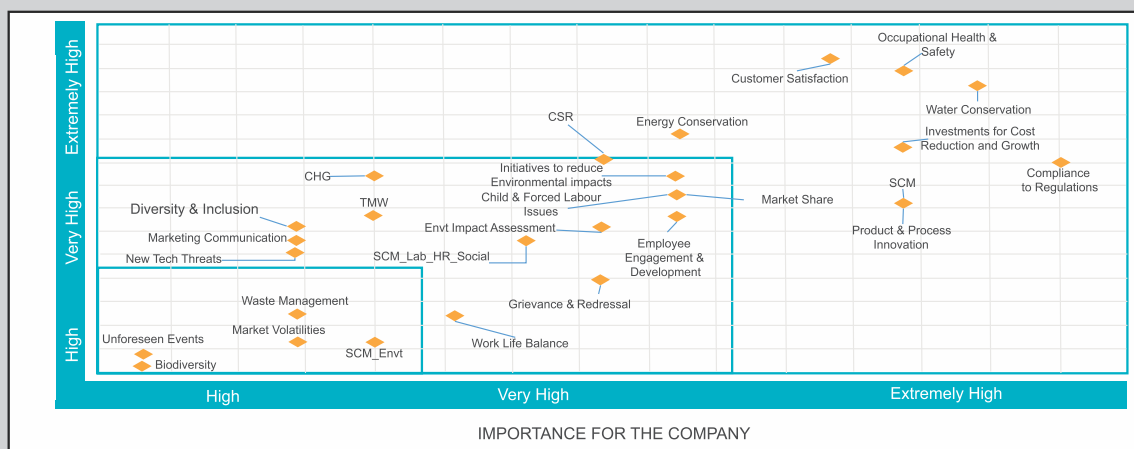 Extremely High
Very High
High
Occupational Health &
Safety
Customer Satisfaction
Water Conservation
CSR
Energy Conservation
Investments for Cost
Reduction and Growth
Initiatives to reduce
Environmental impacts
Compliance
to Regulations
CHG
SCM
Child & Forced Labour
Issues
Market Share
TMW
Diversity & Inclusion
Envt Impact Assessment
Product & Process
Innovation
Marketing Communication
Employee
Engagement &
Development
SCM_Lab_HR_Social
New Tech Threats
Waste Management
Grievance & Redressal
Market Volatilities
Unforeseen Events
Work Life Balance
SCM_Envt
Biodiversity
High
Very High
Extremely High
IMPORTANCE FOR THE COMPANY